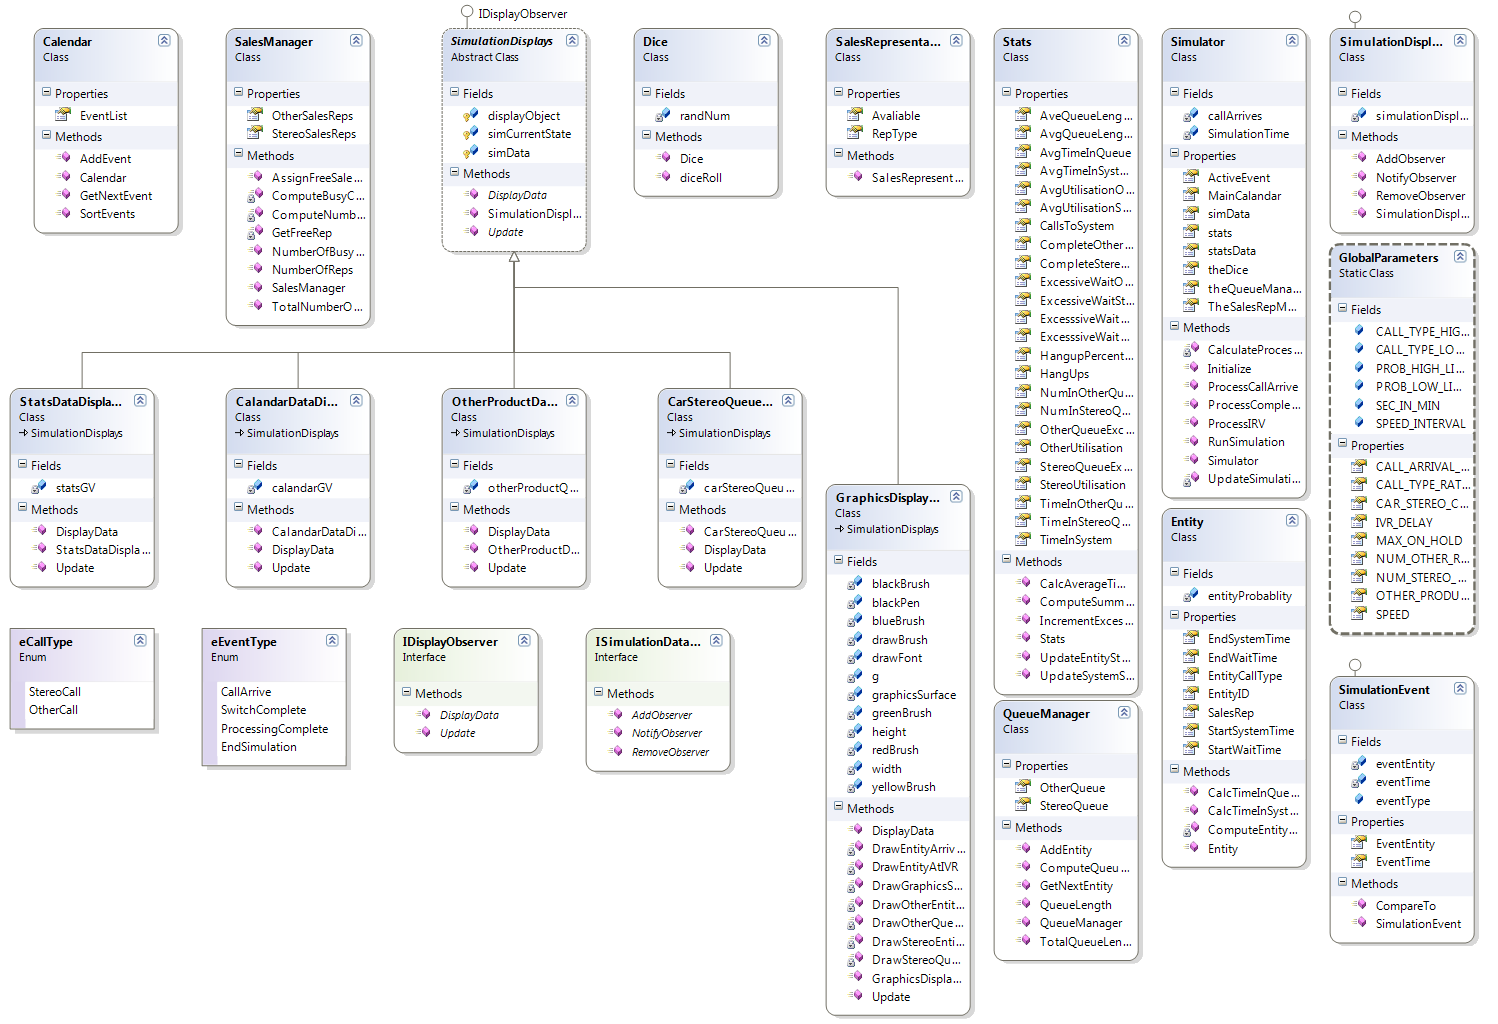 IDisplayObserver
Calendar
Class
Properties
EventList
Methods
AddEvent
Calendar
GetNextEvent
SortEvents
SalesManager
Class
Properties
OtherSalesReps
StereoSalesReps
Methods
AssignFreeSale...
ComputeBusyC...
ComputeNumb...
GetFreeRep
NumberOfBusy...
NumberOfReps
SalesManager
TotalNumberO...
SimulationDisplays
Abstract Class
Fields
displayObject
simCurrentState
simData
Methods
DisplayData
SimulationDispl...
Update
Dice
Class
Fields
randNum
Methods
Dice
diceRoll
SalesRepresenta...
Class
Properties
Avaliable
RepType
Methods
SalesRepresent...
Stats
Class
Properties
AveQueueLeng...
AvgQueueLeng...
AvgTimeInQueue
AvgTimeInSyst...
AvgUtilisationO...
AvgUtilisationS...
CallsToSystem
CompleteOther...
CompleteStere...
ExcessiveWaitO...
ExcessiveWaitSt...
ExcesssiveWait...
ExcesssiveWait...
HangupPercent...
HangUps
NumInOtherQu...
NumInStereoQ...
OtherQueueExc...
OtherUtilisation
StereoQueueEx...
StereoUtilisation
TimeInOtherQu...
TimeInStereoQ...
TimeInSystem
Methods
CalcAverageTi...
ComputeSumm...
IncrementExces...
Stats
UpdateEntitySt...
UpdateSystemS...
Simulator
Class
Fields
callArrives
SimulationTime
Properties
ActiveEvent
MainCalandar
simData
stats
statsData
theDice
theQueueMana...
TheSalesRepM...
Methods
CalculateProces...
Initialize
ProcessCallArrive
ProcessComple...
ProcessIRV
RunSimulation
Simulator
UpdateSimulati...
SimulationDispl...
Class
Fields
simulationDispl...
Methods
AddObserver
NotifyObserver
RemoveObserver
SimulationDispl...
GlobalParameters
Static Class
Fields
CALL_TYPE_HIG...
CALL_TYPE_LO...
PROB_HIGH_LI...
PROB_LOW_LI...
SEC_IN_MIN
SPEED_INTERVAL
Properties
CALL_ARRIVAL_...
CALL_TYPE_RAT...
CAR_STEREO_C...
IVR_DELAY
MAX_ON_HOLD
NUM_OTHER_R...
NUM_STEREO_...
OTHER_PRODU...
SPEED
StatsDataDispla...
Class
SimulationDisplays
Fields
statsGV
Methods
DisplayData
StatsDataDispla...
Update
CalandarDataDi...
Class
SimulationDisplays
Fields
calandarGV
Methods
CalandarDataDi...
DisplayData
Update
OtherProductDa...
Class
SimulationDisplays
Fields
otherProductQ...
Methods
DisplayData
OtherProductD...
Update
CarStereoQueue...
Class
SimulationDisplays
Fields
carStereoQueu...
Methods
CarStereoQueu...
DisplayData
Update
GraphicsDisplay...
Class
SimulationDisplays
Fields
blackBrush
blackPen
blueBrush
drawBrush
drawFont
g
graphicsSurface
greenBrush
height
redBrush
width
yellowBrush
Methods
DisplayData
DrawEntityArriv...
DrawEntityAtIVR
DrawGraphicsS...
DrawOtherEntit...
DrawOtherQue...
DrawStereoEnti...
DrawStereoQu...
GraphicsDispla...
Update
Entity
Class
Fields
entityProbablity
Properties
EndSystemTime
EndWaitTime
EntityCallType
EntityID
SalesRep
StartSystemTime
StartWaitTime
Methods
CalcTimeInQue...
CalcTimeInSyst...
ComputeEntity...
Entity
eCallType
Enum
StereoCall
OtherCall
eEventType
Enum
CallArrive
SwitchComplete
ProcessingComplete
EndSimulation
IDisplayObserver
Interface
Methods
DisplayData
Update
ISimulationData...
Interface
Methods
AddObserver
NotifyObserver
RemoveObserver
QueueManager
Class
Properties
OtherQueue
StereoQueue
Methods
AddEntity
ComputeQueu...
GetNextEntity
QueueLength
QueueManager
TotalQueueLen...
SimulationEvent
Class
Fields
eventEntity
eventTime
eventType
Properties
EventEntity
EventTime
Methods
CompareTo
SimulationEvent